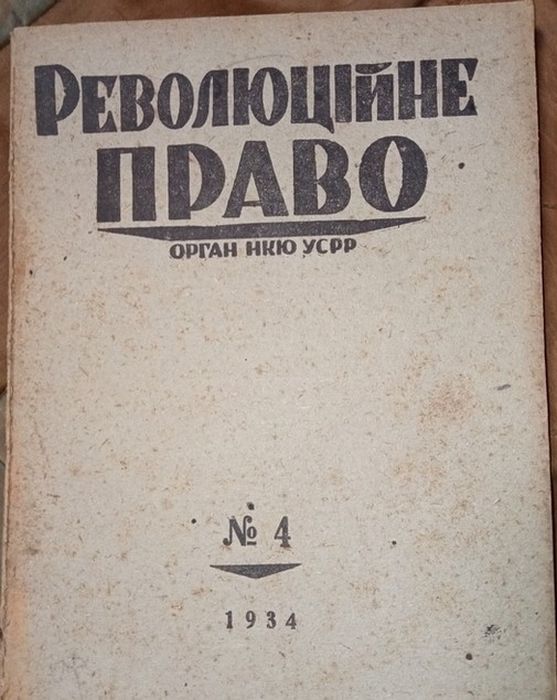 РЕВОЛЮЦІЙНЕ
ПРАВО
ОРГАН НКЮ УСРР
№ 4
1934